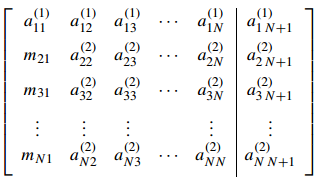 a_{11}^{(1)} a_{12}^{(1)} a_{13}^{(1)} ⋯ a_{1N}^{(1)} | a_{1 N+1}^{(1)}
m_{21} a_{22}^{(2)} a_{23}^{(2)} ⋯ a_{2N}^{(2)} | a_{2 N+1}^{(2)}
m_{31} a_{32}^{(2)} a_{33}^{(2)} ⋯ a_{3N}^{(2)} | a_{3 N+1}^{(2)}
⋮ ⋮ ⋮ ⋮ | ⋮
m_{N1} a_{N2}^{(2)} a_{N3}^{(2)} ⋯ a_{NN}^{(2)} | a_{N N+1}^{(2)}